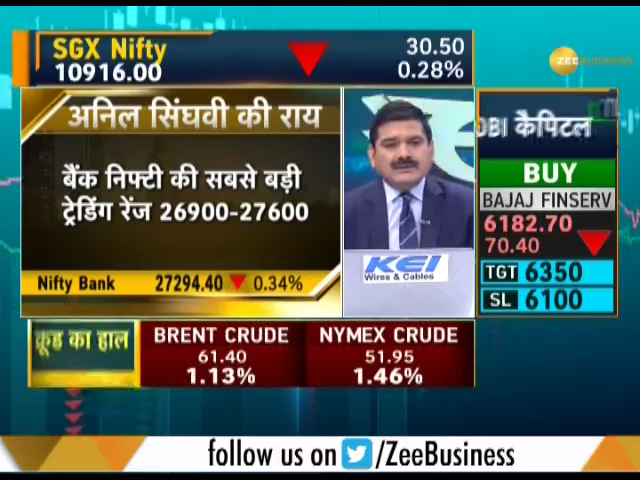 SGX Nifty
10916.00
30.50
0.28%
ZEEBUSINESS
अनिल सिंघवी की राय
बैंक निफ्टी की सबसे बड़ी
ट्रेडिंग रेंज 26900-27600
Nifty Bank 27294.40 0.34%
KEI
Wires & Cables
कैपिटल
BUY
BAJAJ FINSERV
6182.70
70.40
TGT 6350
SL 6100
क्रूड का हाल
BRENT CRUDE
61.40
1.13%
NYMEX CRUDE
51.95
1.46%
follow us on /ZeeBusiness